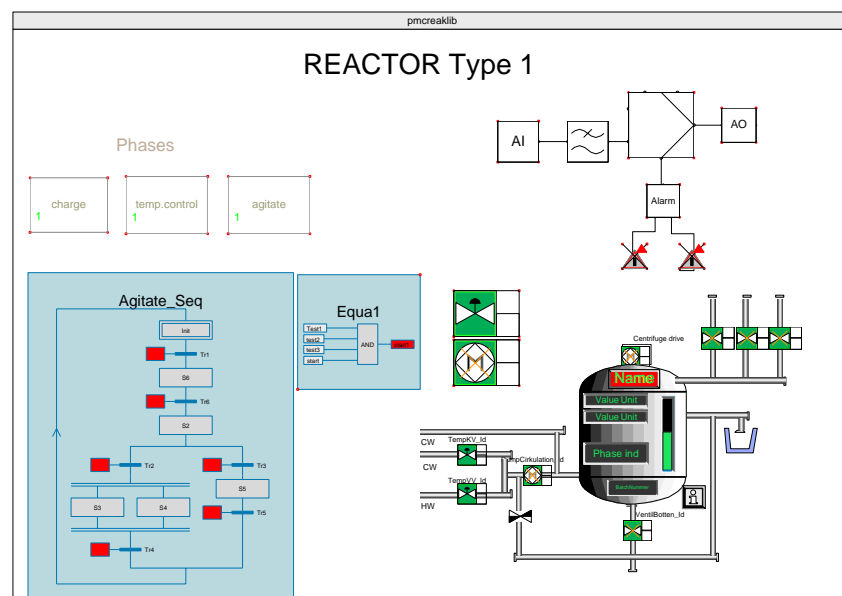 pmcreaklib
REACTOR Type 1
Phases
charge
1
temp.control
1
agitate
1
AI
AO
Alarm
Agitate_Seq
Init
Tr1
S6
Tr6
S2
Tr2
Tr3
S3
S4
S5
Tr5
Tr4
Equa1
Test1
test2
test3
start
AND
start1
M
Centrifuge drive
M
Name
Value Unit
Value Unit
Phase ind
BatchNummer
CW
TempKV_Id
CW
TempVV_Id
HW
M
VentilBotten_Id